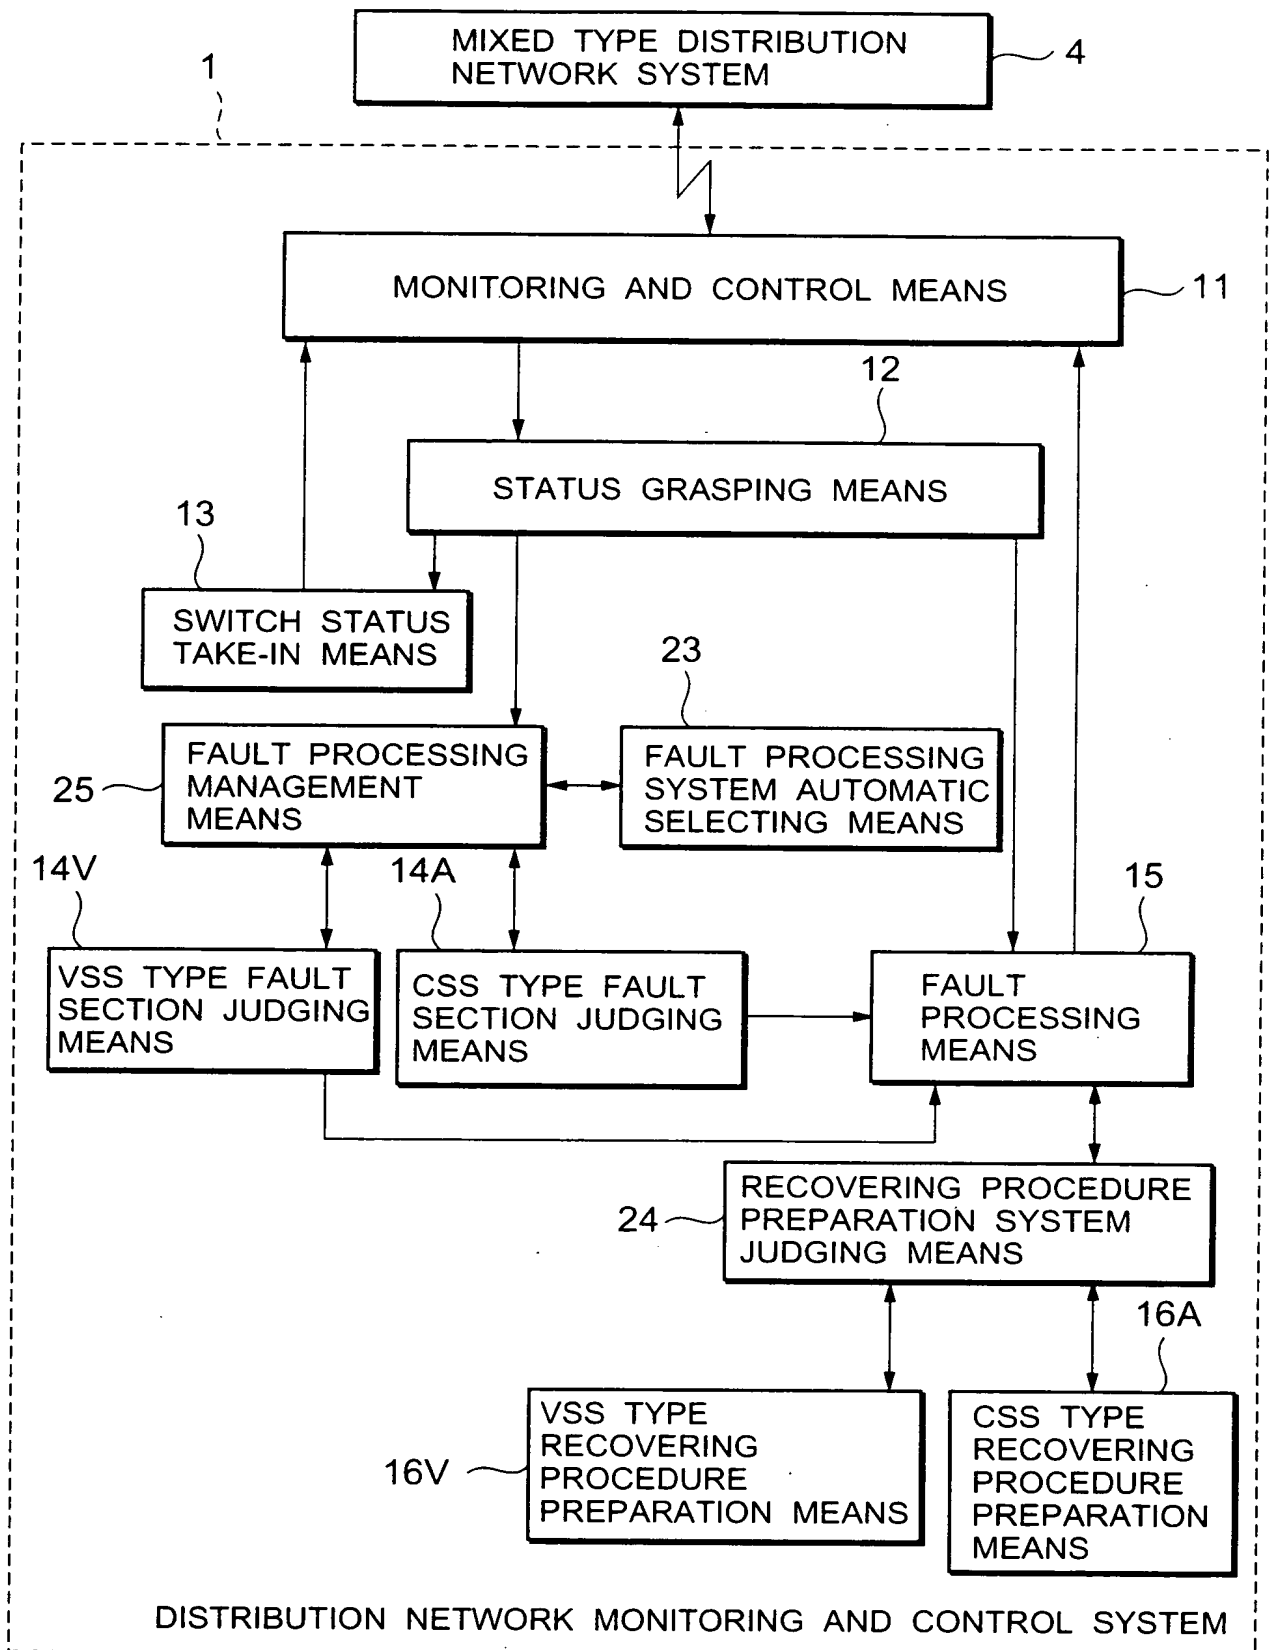 MIXED TYPE DISTRIBUTION
NETWORK SYSTEM
4
1
MONITORING AND CONTROL MEANS
11
12
STATUS GRASPING MEANS
13
SWITCH STATUS
TAKE-IN MEANS
23
FAULT PROCESSING
MANAGEMENT
MEANS
25
FAULT PROCESSING
SYSTEM AUTOMATIC
SELECTING MEANS
14V
14A
15
VSS TYPE FAULT
SECTION JUDGING
MEANS
CSS TYPE FAULT
SECTION JUDGING
MEANS
FAULT
PROCESSING
MEANS
24
RECOVERING PROCEDURE
PREPARATION SYSTEM
JUDGING MEANS
16A
16V
VSS TYPE
RECOVERING
PROCEDURE
PREPARATION MEANS
CSS TYPE
RECOVERING
PROCEDURE
PREPARATION
MEANS
DISTRIBUTION NETWORK MONITORING AND CONTROL SYSTEM